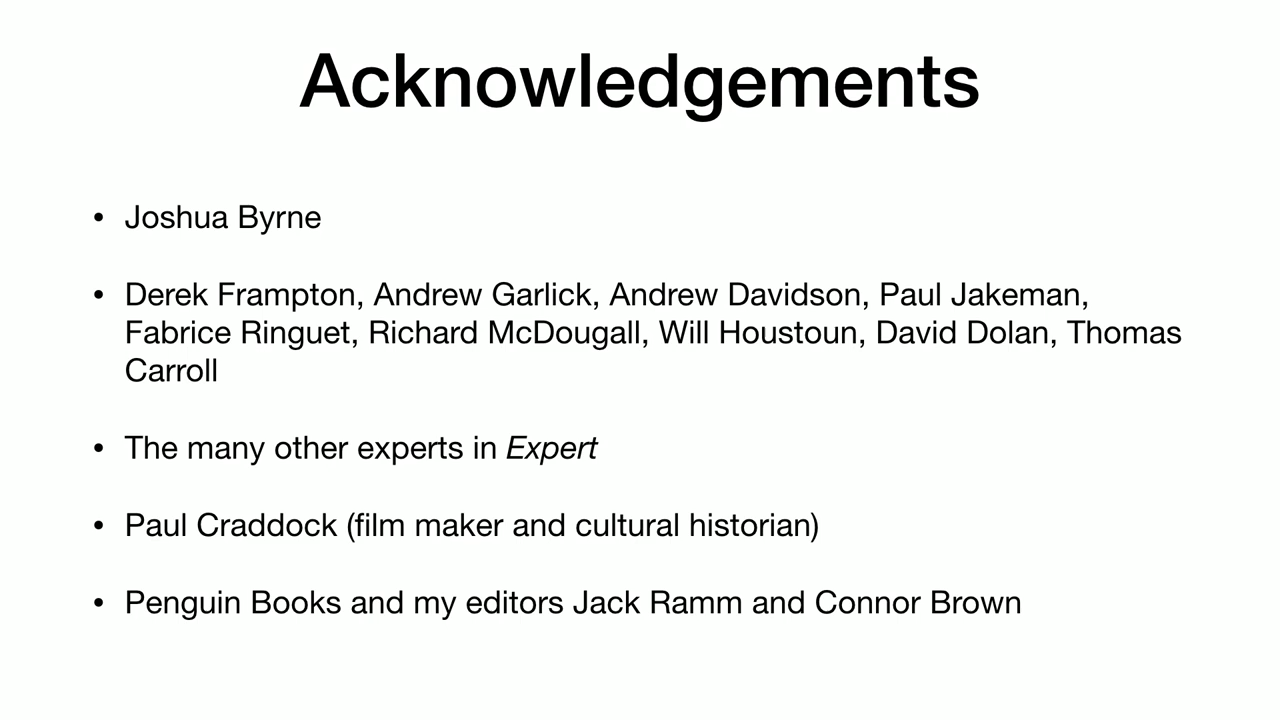 Acknowledgements
• Joshua Byrne
• Derek Frampton, Andrew Garlick, Andrew Davidson, Paul Jakeman,
Fabrice Ringuet, Richard McDougall, Will Houstoun, David Dolan, Thomas
Carroll
• The many other experts in Expert
• Paul Craddock (film maker and cultural historian)
• Penguin Books and my editors Jack Ramm and Connor Brown